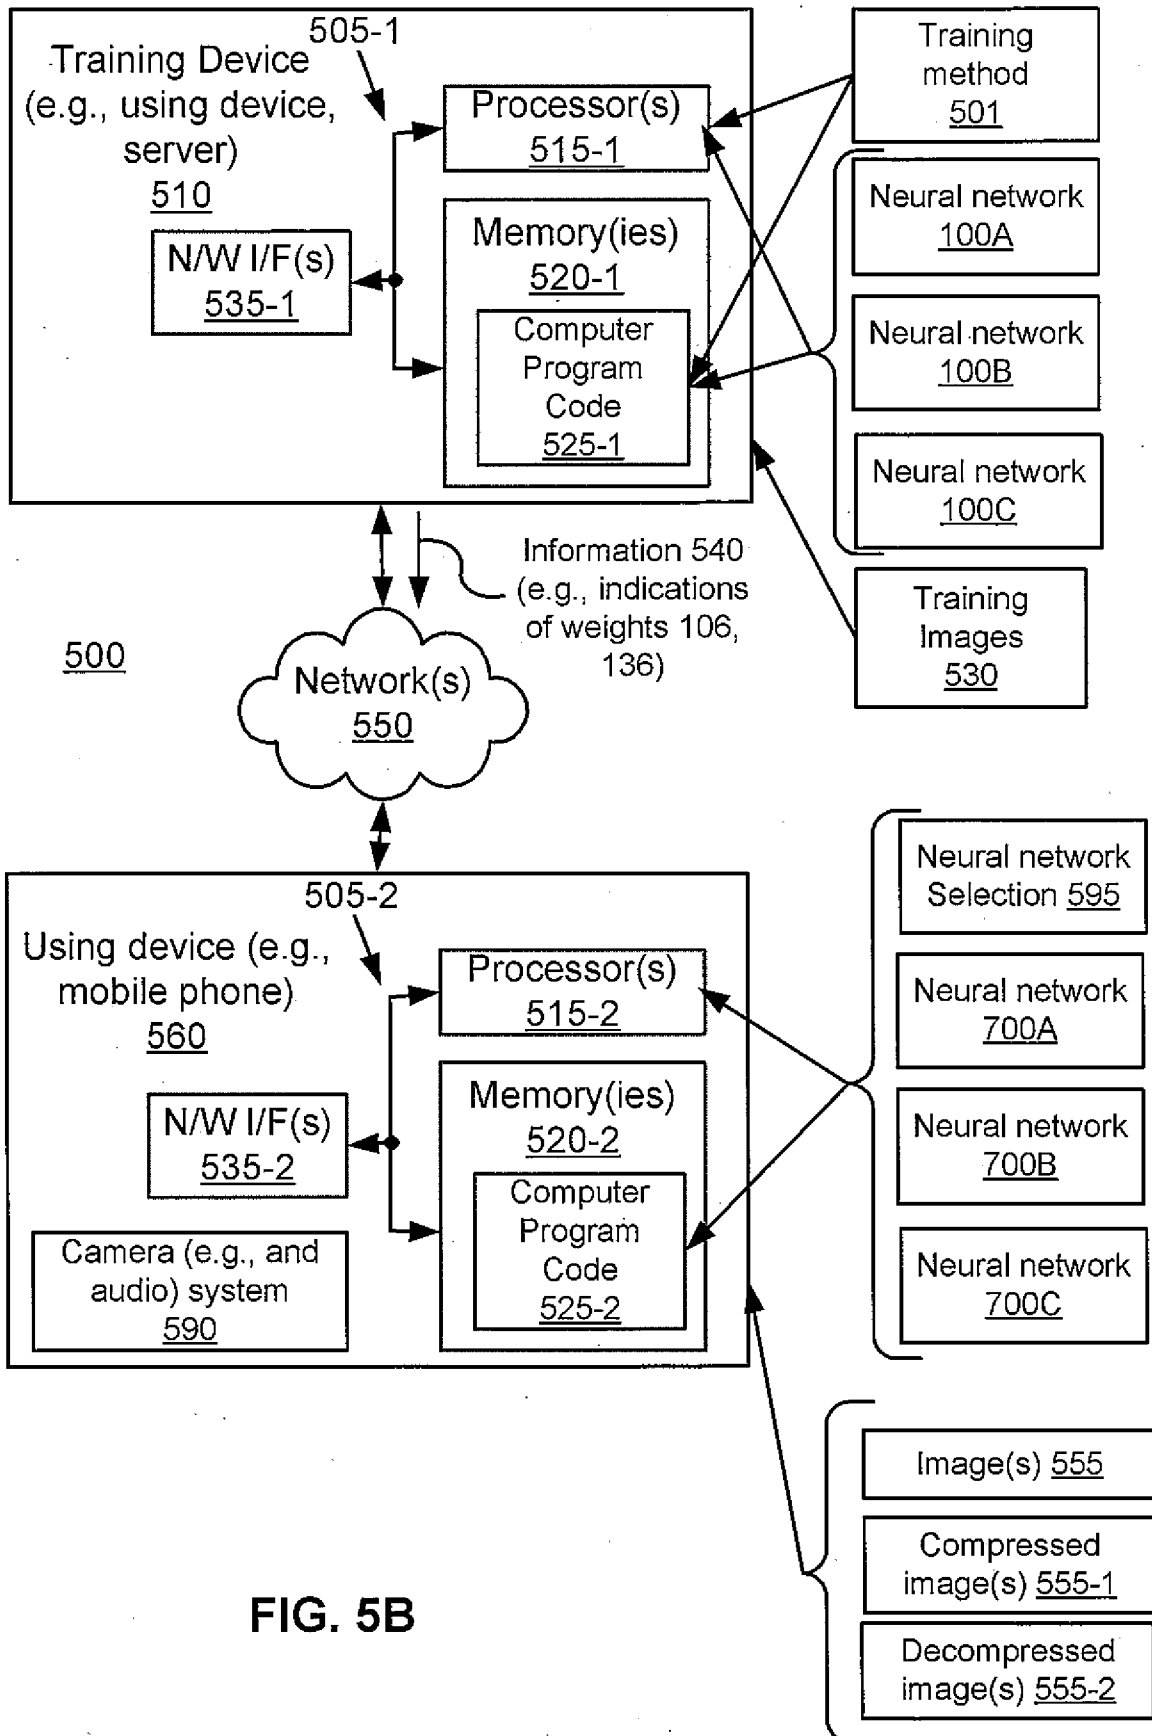 505-1
Training Device
(e.g., using device,
server)
510
Processor(s)
515-1
N/W I/F(s)
535-1
Memory(ies)
520-1
Computer
Program
Code
525-1
Training
method
501
Neural network
100A
Neural network
100B
Neural network
100C
Training
Images
530
Information 540
(e.g., indications
of weights 106,
136)
500
Network(s)
550
505-2
Using device (e.g.,
mobile phone)
560
Processor(s)
515-2
N/W I/F(s)
535-2
Memory(ies)
520-2
Computer
Program
Code
525-2
Camera (e.g., and
audio) system
590
Neural network
Selection 595
Neural network
700A
Neural network
700B
Neural network
700C
Image(s) 555
Compressed
image(s) 555-1
Decompressed
image(s) 555-2
FIG. 5B